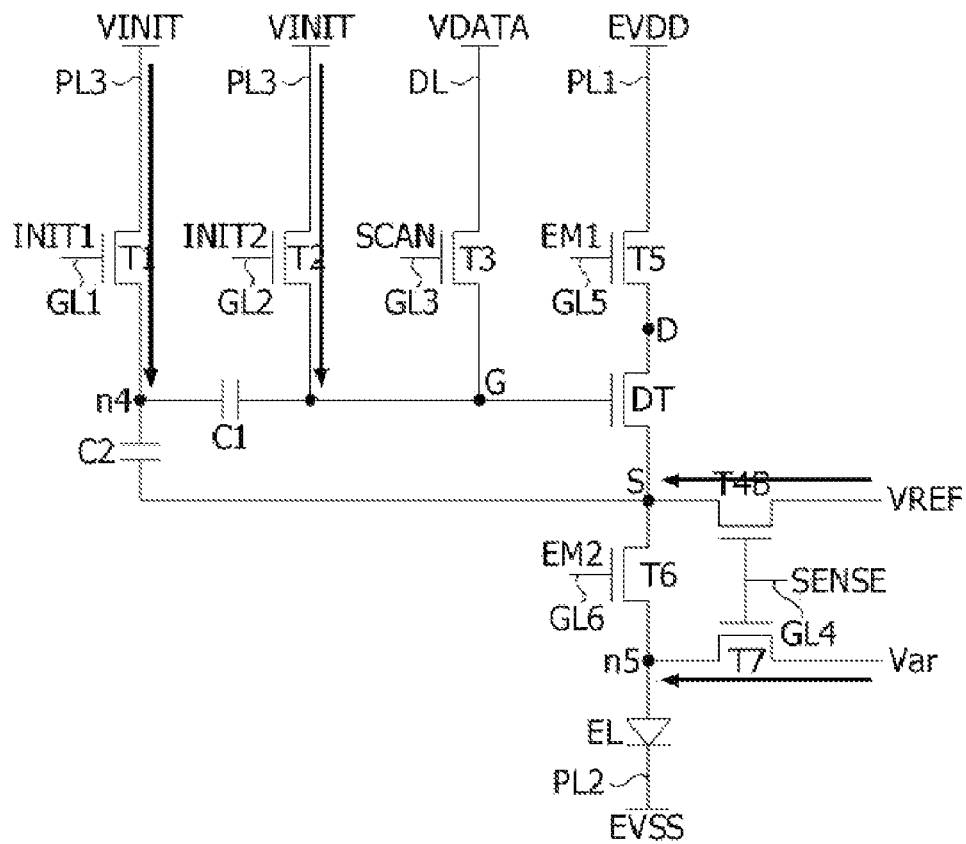 VINIT VINIT VDATA EVDD
PL3 PL3 DL PL1
INIT1 T1 INIT2 T2 SCAN T3 EM1 T5
GL1 GL2 GL3 GL5
D
n4 G DT
C1
C2
S T4B VREF
EM2 T6 SENSE
GL6 GL4
n5 T7 Var
EL
PL2
EVSS